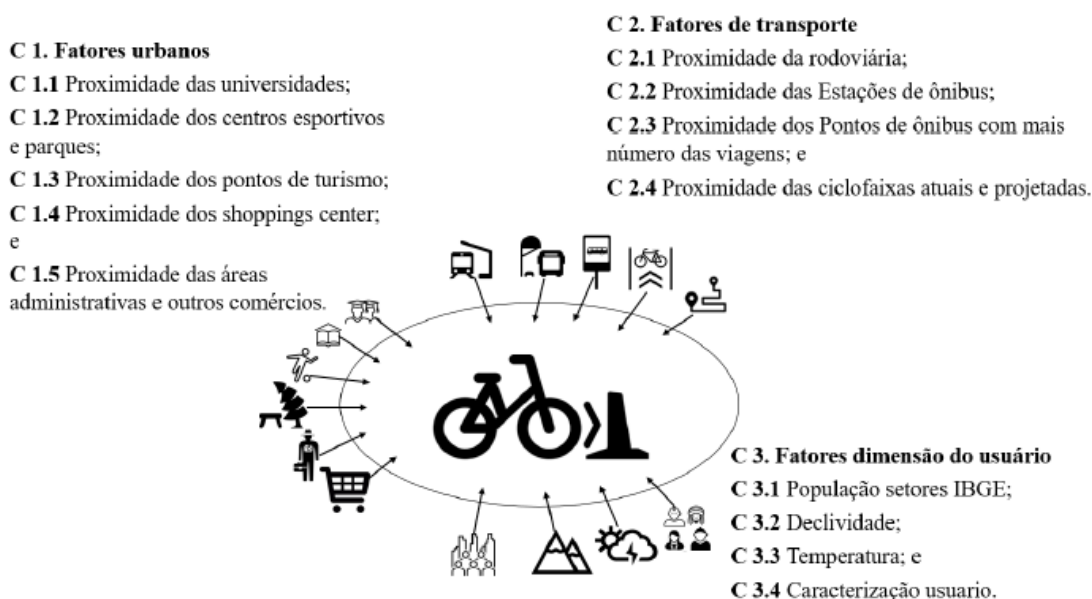 C 1. Fatores urbanos
C 1.1 Proximidade das universidades;
C 1.2 Proximidade dos centros esportivos
e parques;
C 1.3 Proximidade dos pontos de turismo;
C 1.4 Proximidade dos shoppings center;
e
C 1.5 Proximidade das áreas
administrativas e outros comércios.
C 2. Fatores de transporte
C 2.1 Proximidade da rodoviária;
C 2.2 Proximidade das Estações de ônibus;
C 2.3 Proximidade dos Pontos de ônibus com mais
número das viagens; e
C 2.4 Proximidade das ciclofaixas atuais e projetadas.
C 3. Fatores dimensão do usuário
C 3.1 População setores IBGE;
C 3.2 Declividade;
C 3.3 Temperatura; e
C 3.4 Caracterização usuario.